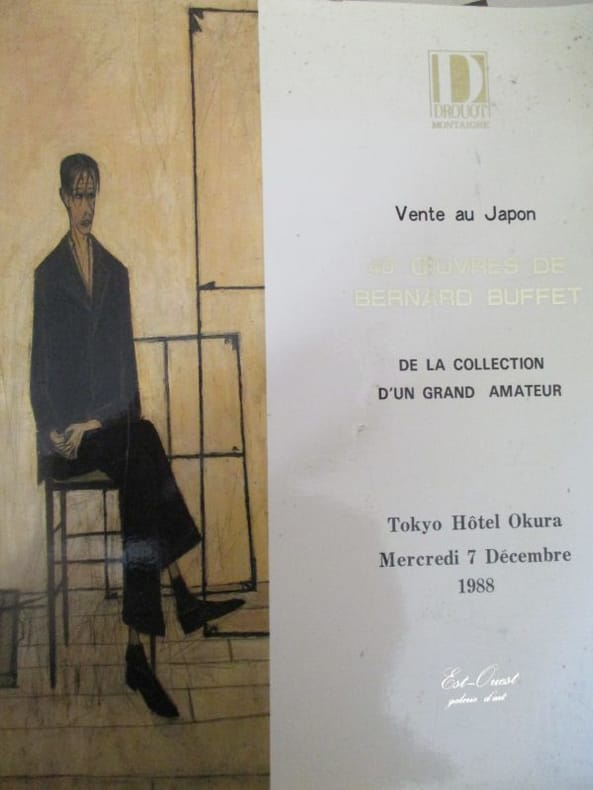 D
DROUOT
MONTAIGNE
Vente au Japon
ŒUVRES DE
BERNARD BUFFET
DE LA COLLECTION
D'UN GRAND AMATEUR
Tokyo Hôtel Okura
Mercredi 7 Décembre
1988
Est-Ouest
galerie d'art